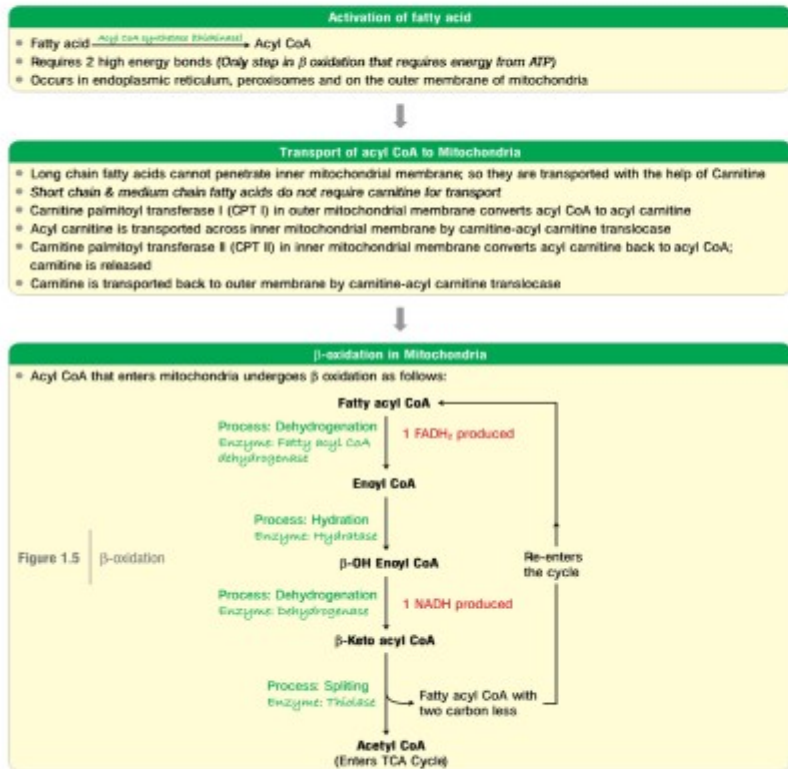 Activation of fatty acid
Fatty acid Acyl CoA synthetase (thiokinase) Acyl CoA
Requires 2 high energy bonds (Only step in β oxidation that requires energy from ATP)
Occurs in endoplasmic reticulum, peroxisomes and on the outer membrane of mitochondria
Transport of acyl CoA to Mitochondria
Long chain fatty acids cannot penetrate inner mitochondrial membrane; so they are transported with the help of Carnitine
Short chain & medium chain fatty acids do not require carnitine for transport
Carnitine palmitoyl transferase I (CPT I) in outer mitochondrial membrane converts acyl CoA to acyl carnitine
Acyl carnitine is transported across inner mitochondrial membrane by carnitine-acyl carnitine translocase
Carnitine palmitoyl transferase II (CPT II) in inner mitochondrial membrane converts acyl carnitine back to acyl CoA;
carnitine is released
Carnitine is transported back to outer membrane by carnitine-acyl carnitine translocase
β-oxidation in Mitochondria
Acyl CoA that enters mitochondria undergoes β oxidation as follows:
Fatty acyl CoA
Process: Dehydrogenation
Enzyme: Fatty acyl CoA
dehydrogenase
1 FADH₂ produced
Enoyl CoA
Process: Hydration
Enzyme: Hydratase
Figure 1.5
β-oxidation
β-OH Enoyl CoA
Re-enters
the cycle
Process: Dehydrogenation
Enzyme: Dehydrogenase
1 NADH produced
β-Keto acyl CoA
Process: Spliting
Enzyme: Thiolase
Fatty acyl CoA with
two carbon less
Acetyl CoA
(Enters TCA Cycle)